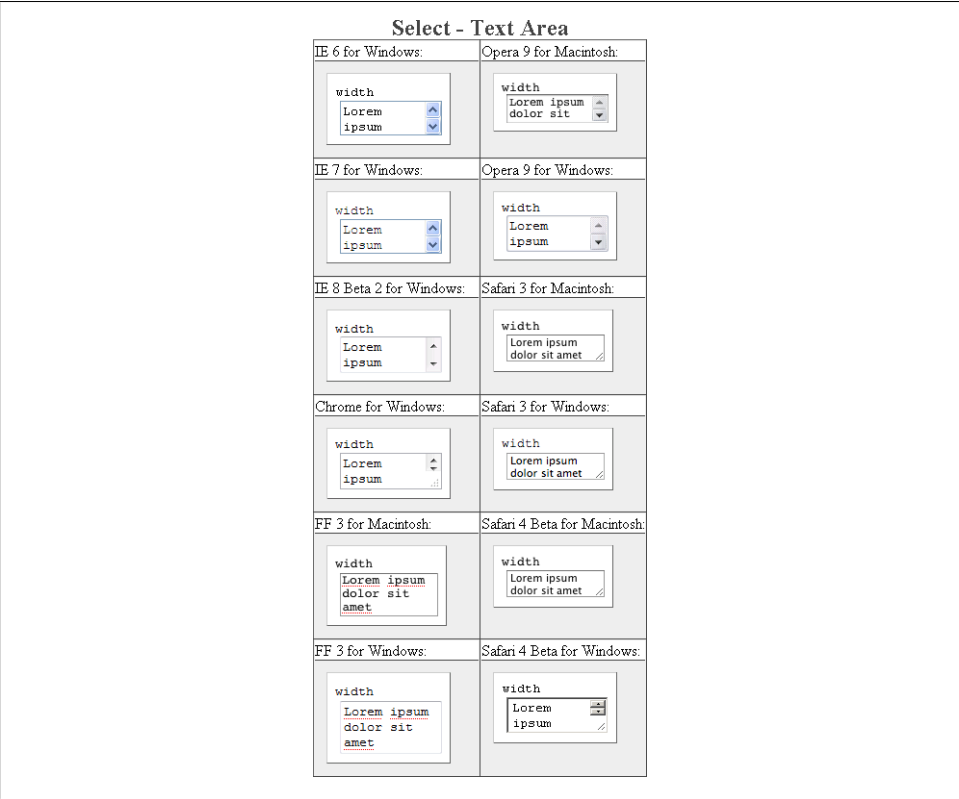 Select - Text Area
IE 6 for Windows:
Opera 9 for Macintosh:
width
Lorem
ipsum
width
Lorem ipsum
dolor sit
IE 7 for Windows:
Opera 9 for Windows:
width
Lorem
ipsum
width
Lorem
ipsum
IE 8 Beta 2 for Windows:
Safari 3 for Macintosh:
width
Lorem
ipsum
width
Lorem ipsum
dolor sit amet
Chrome for Windows:
Safari 3 for Windows:
width
Lorem
ipsum
width
Lorem ipsum
dolor sit amet
FF 3 for Macintosh:
Safari 4 Beta for Macintosh:
width
Lorem ipsum
dolor sit
amet
width
Lorem ipsum
dolor sit amet
FF 3 for Windows:
Safari 4 Beta for Windows:
width
Lorem ipsum
dolor sit
amet
width
Lorem
ipsum